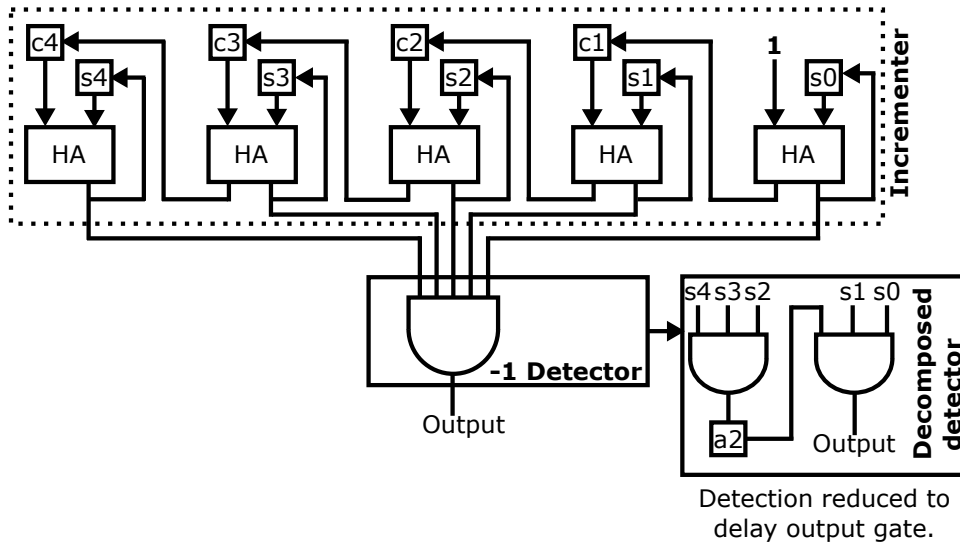 c4 c3 c2 c1 1
s4 s3 s2 s1 s0
HA HA HA HA HA
Incrementer
-1 Detector
Output
s4 s3 s2 s1 s0
a2
Output
Decomposed
detector
Detection reduced to
delay output gate.